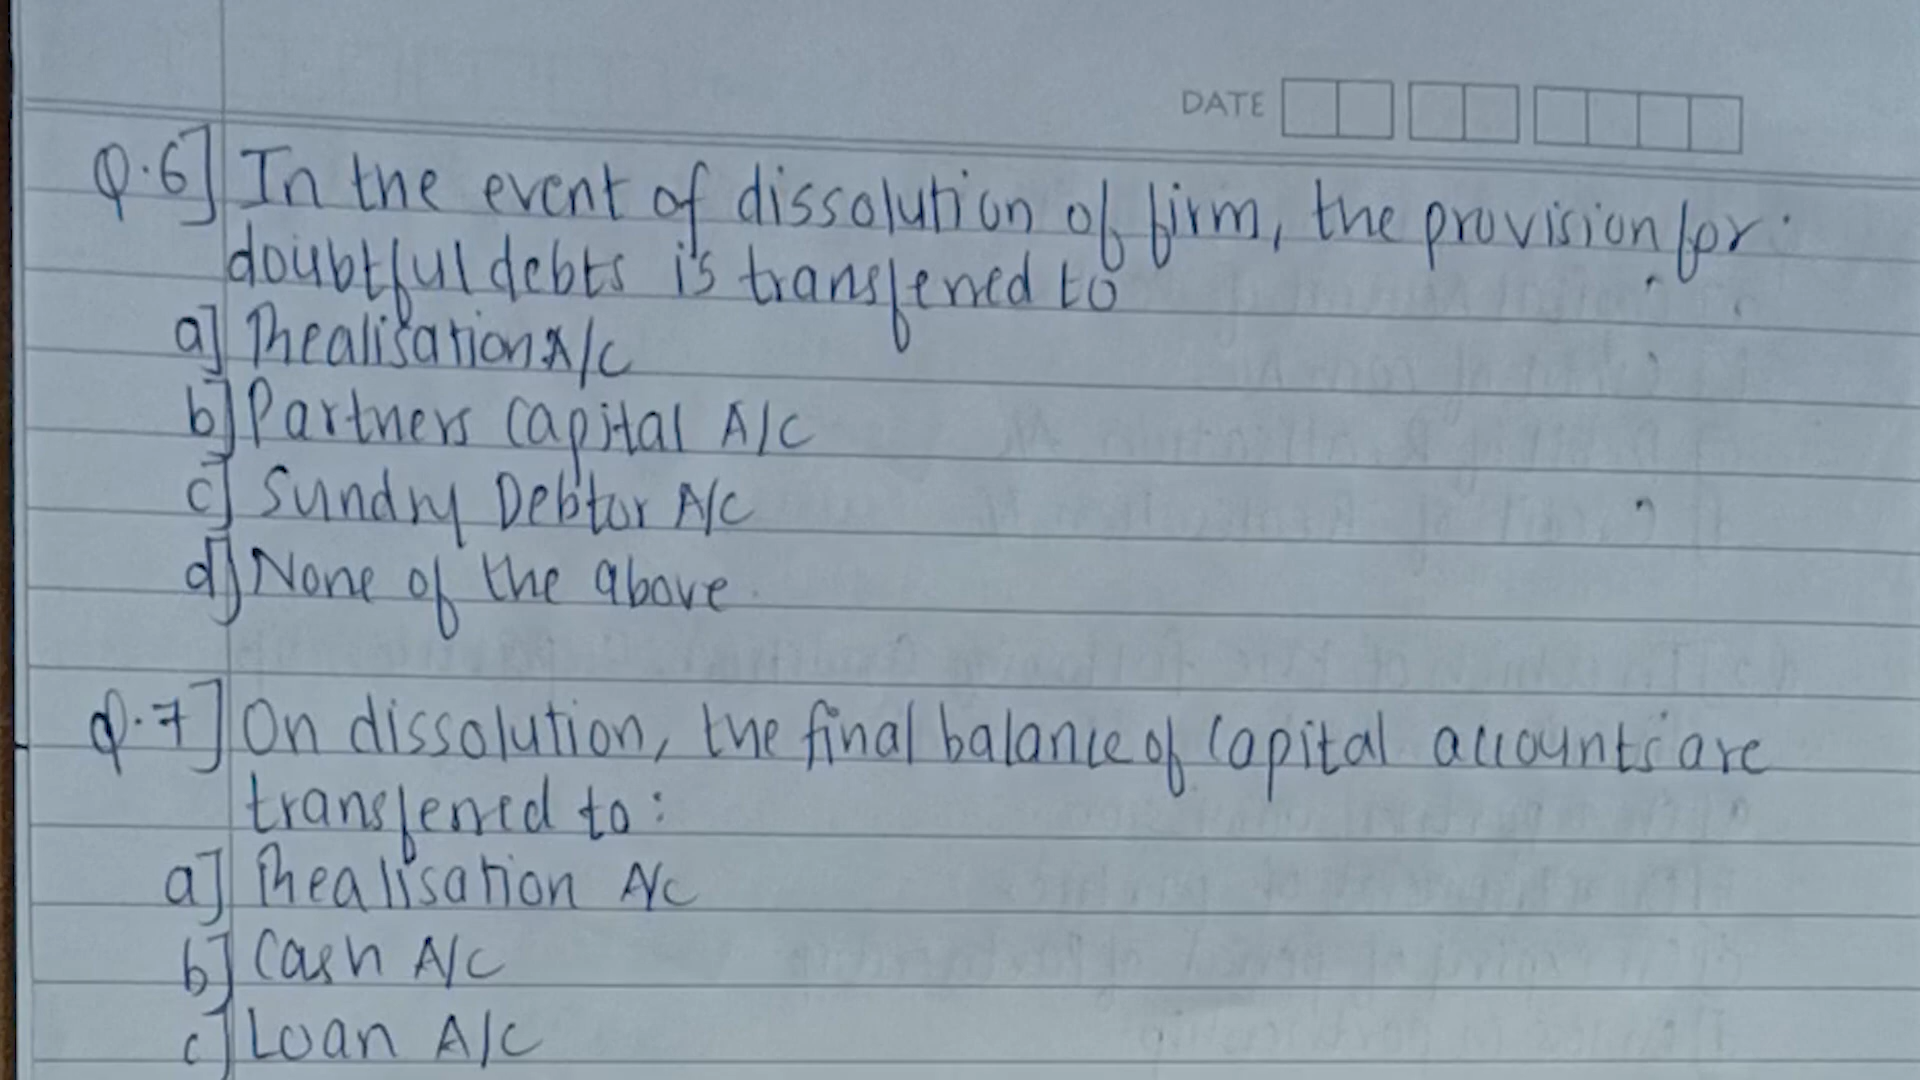 DATE
Q.6] In the event of dissolution of firm, the provision for
doubtful debts is transferred to
a] Realisation A/c
b] Partners capital A/C
c] Sundry Debtor A/C
d] None of the above
Q.7] On dissolution, the final balance of capital accounts are
transferred to:
a] Realisation A/C
b] Cash A/C
c] Loan A/C